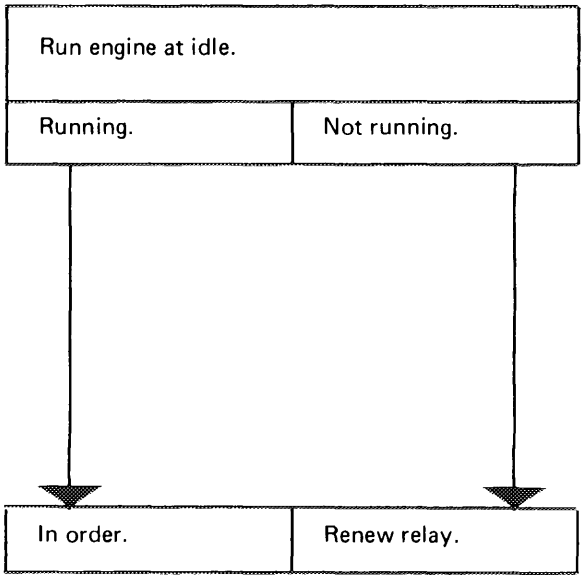 Run engine at idle.
Running.
Not running.
In order.
Renew relay.